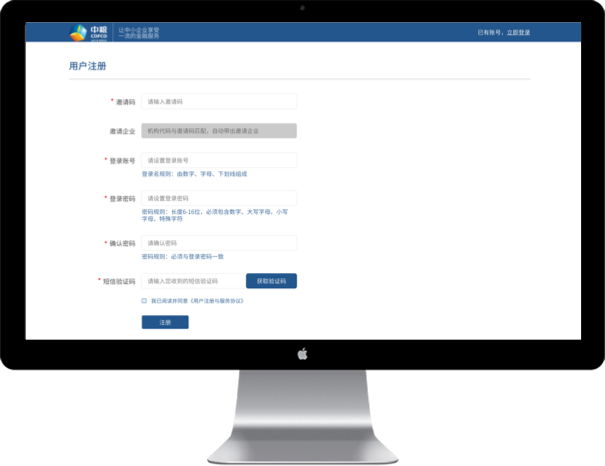 中粮 COFCO
让中小企业享受
一流的金融服务
已有账号，立即登录
用户注册
* 邀请码 请输入邀请码
邀请企业 机构代码与邀请码匹配，自动带出邀请企业
* 登录账号 请设置登录账号
登录名规则：由数字、字母、下划线组成
* 登录密码 请设置登录密码
密码规则：长度6-16位，必须包含数字、大写字母、小写
字母、特殊字符
* 确认密码 请确认密码
密码规则：必须与登录密码一致
* 短信验证码 请输入您收到的短信验证码 获取验证码
我已阅读并同意《用户注册与服务协议》
注册